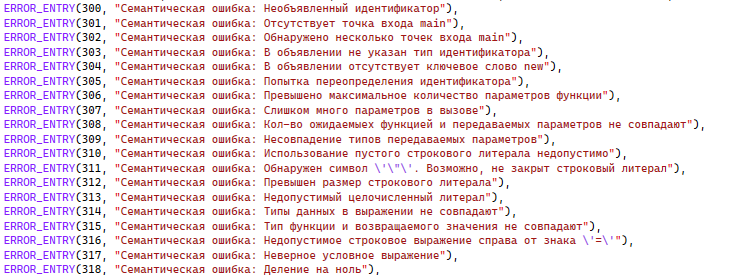 ERROR_ENTRY(300, "Семантическая ошибка: Необъявленный идентификатор"),
ERROR_ENTRY(301, "Семантическая ошибка: Отсутствует точка входа main"),
ERROR_ENTRY(302, "Семантическая ошибка: Обнаружено несколько точек входа main"),
ERROR_ENTRY(303, "Семантическая ошибка: В объявлении не указан тип идентификатора"),
ERROR_ENTRY(304, "Семантическая ошибка: В объявлении отсутствует ключевое слово new"),
ERROR_ENTRY(305, "Семантическая ошибка: Попытка переопределения идентификатора"),
ERROR_ENTRY(306, "Семантическая ошибка: Превышено максимальное количество параметров функции"),
ERROR_ENTRY(307, "Семантическая ошибка: Слишком много параметров в вызове"),
ERROR_ENTRY(308, "Семантическая ошибка: Кол-во ожидаемыех функцией и передаваемых параметров не совпадают"),
ERROR_ENTRY(309, "Семантическая ошибка: Несовпадение типов передаваемых параметров"),
ERROR_ENTRY(310, "Семантическая ошибка: Использование пустого строкового литерала недопустимо"),
ERROR_ENTRY(311, "Семантическая ошибка: Обнаружен символ \'\"\'. Возможно, не закрыт строковый литерал"),
ERROR_ENTRY(312, "Семантическая ошибка: Превышен размер строкового литерала"),
ERROR_ENTRY(313, "Семантическая ошибка: Недопустимый целочисленный литерал"),
ERROR_ENTRY(314, "Семантическая ошибка: Типы данных в выражении не совпадают"),
ERROR_ENTRY(315, "Семантическая ошибка: Тип функции и возвращаемого значения не совпадают"),
ERROR_ENTRY(316, "Семантическая ошибка: Недопустимое строковое выражение справа от знака \'=\'"),
ERROR_ENTRY(317, "Семантическая ошибка: Неверное условное выражение"),
ERROR_ENTRY(318, "Семантическая ошибка: Деление на ноль"),